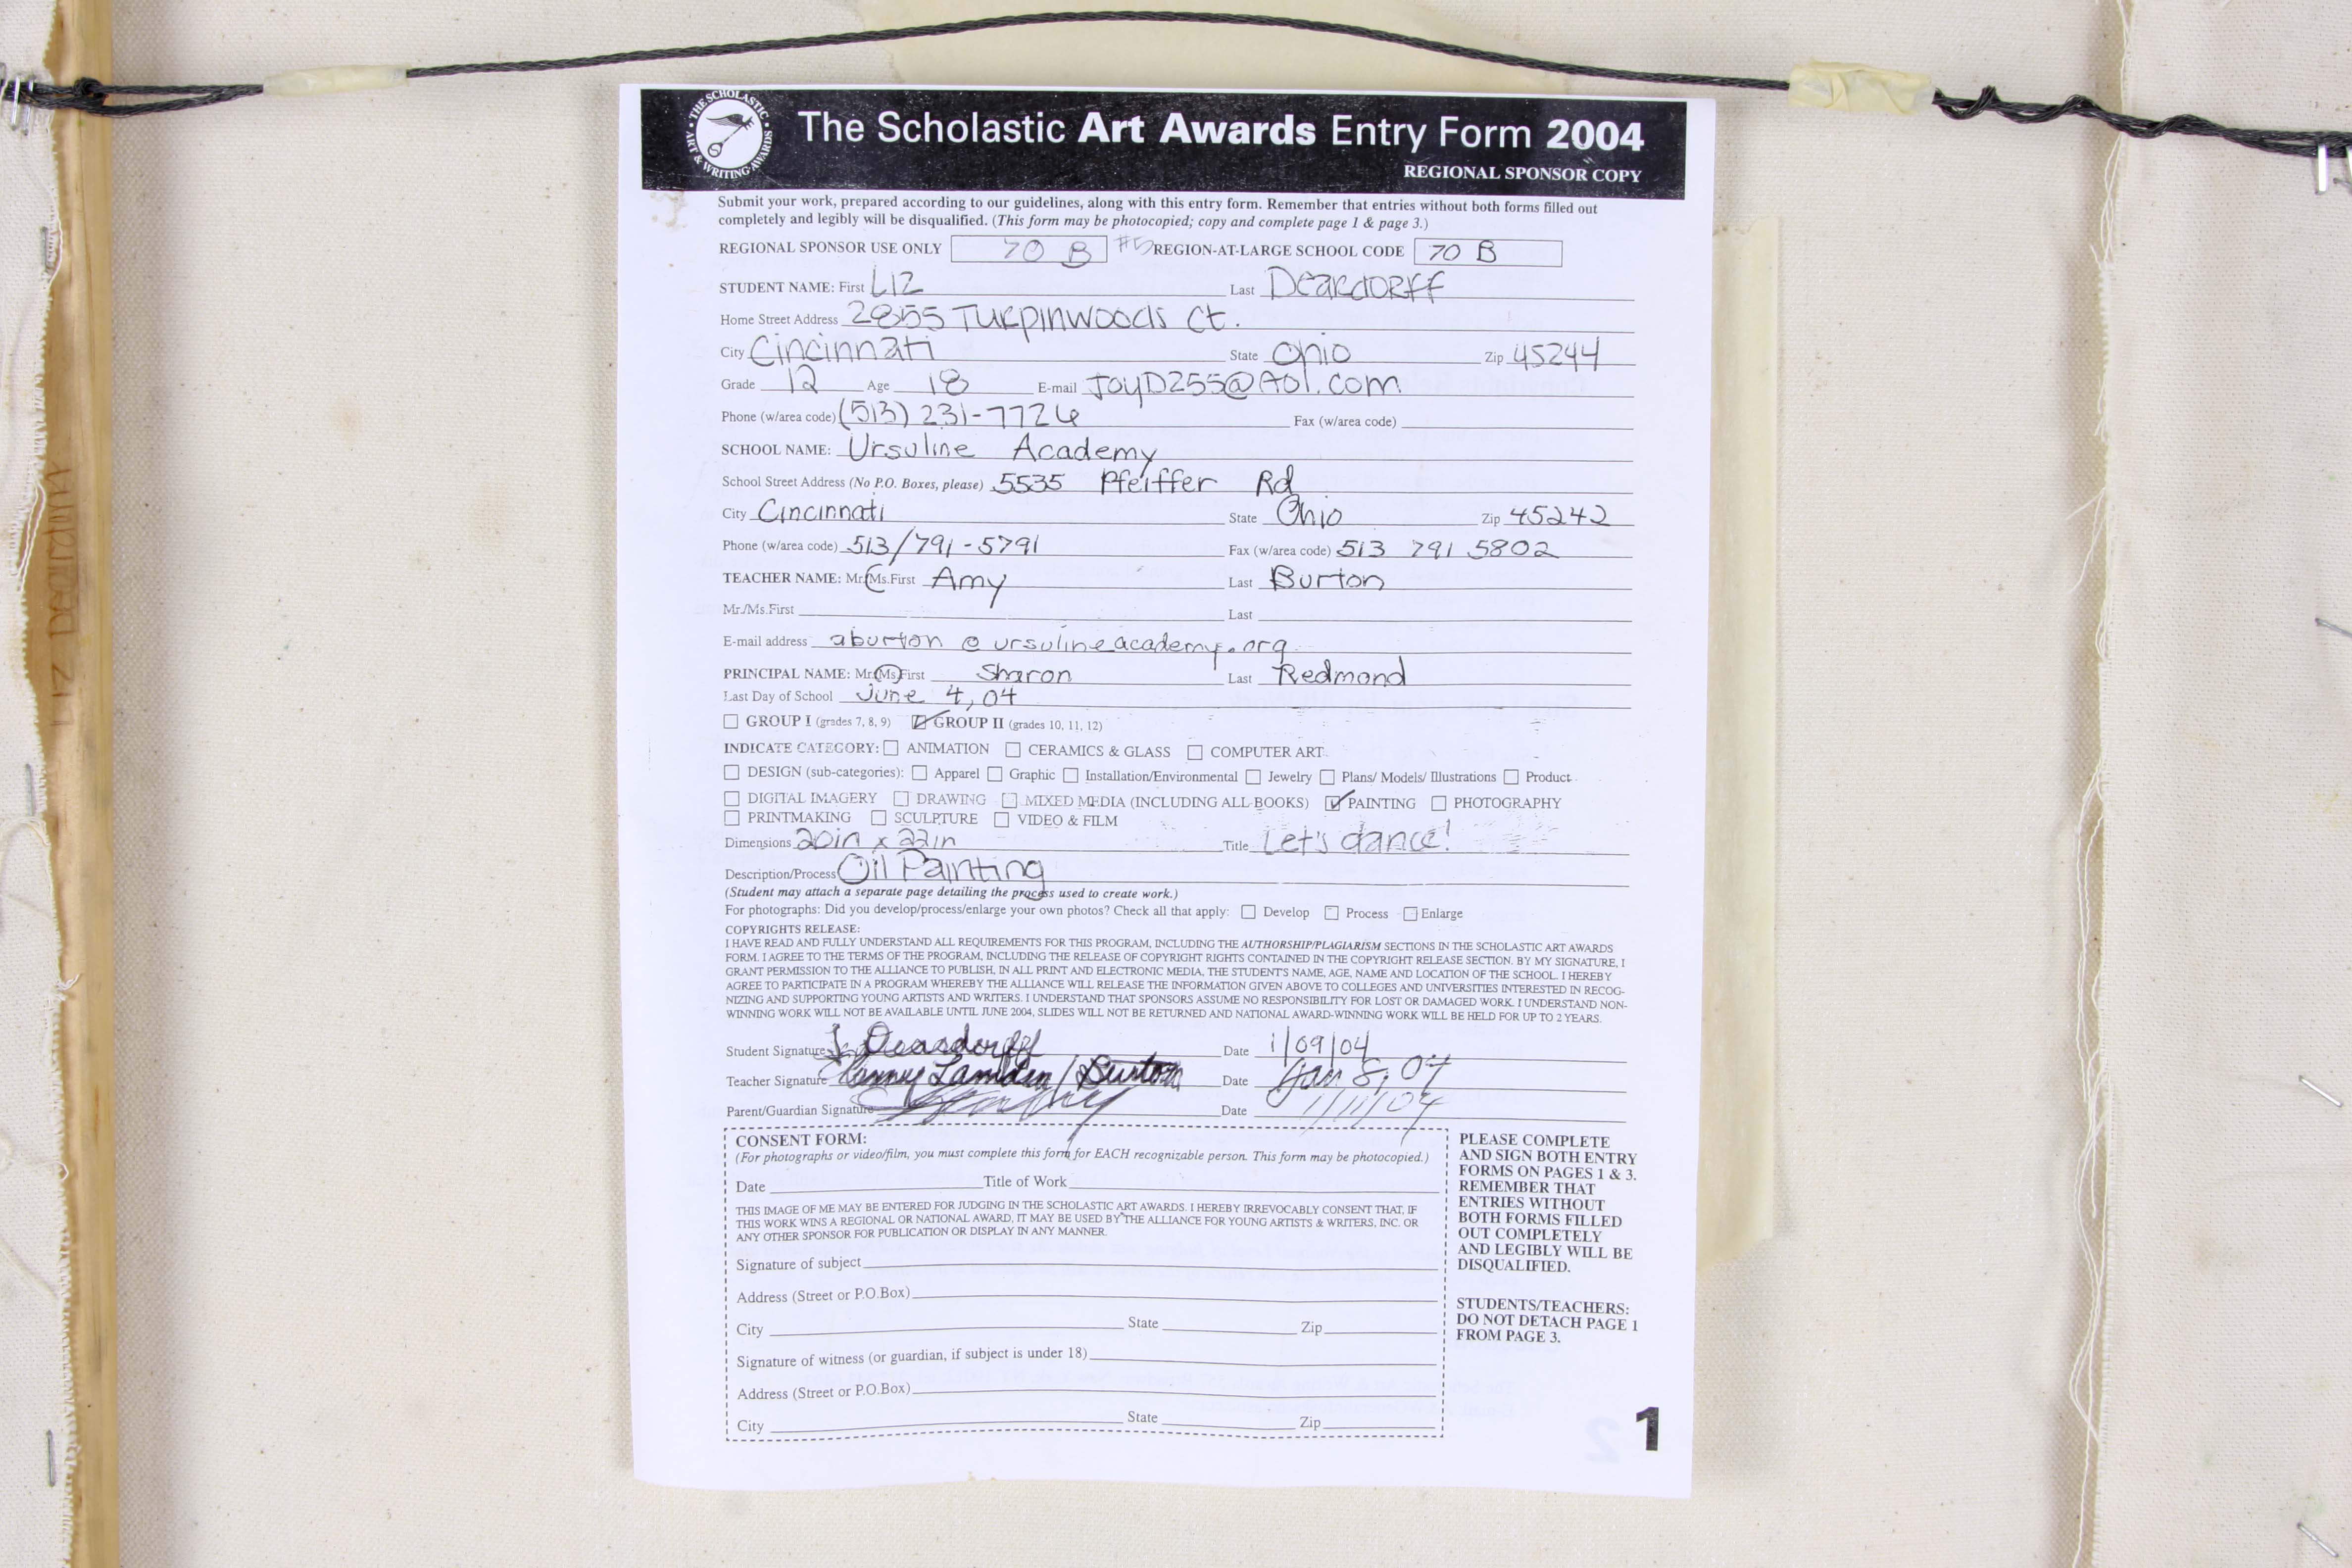 THE SCHOLASTIC ART & WRITING AWARDS
The Scholastic Art Awards Entry Form 2004
REGIONAL SPONSOR COPY
Submit your work, prepared according to our guidelines, along with this entry form. Remember that entries without both forms filled out
completely and legibly will be disqualified. (This form may be photocopied; copy and complete page 1 & page 3.)
REGIONAL SPONSOR USE ONLY 70 B #5 REGION-AT-LARGE SCHOOL CODE 70 B
STUDENT NAME: First Liz Last Deardorff
Home Street Address 2855 Turpinwoods Ct.
City Cincinnati State Ohio Zip 45244
Grade 12 Age 18 E-mail JoyD255@Aol.com
Phone (w/area code) (513) 231-7726 Fax (w/area code)
SCHOOL NAME: Ursuline Academy
School Street Address (No P.O. Boxes, please) 5535 Pfeiffer Rd
City Cincinnati State Ohio Zip 45242
Phone (w/area code) 513/791-5791 Fax (w/area code) 513 791 5802
TEACHER NAME: Mr./Ms. First Amy Last Burton
Mr./Ms. First Last
E-mail address aburton @ ursulineacademy.org
PRINCIPAL NAME: Mr./Ms. First Sharon Last Redmond
Last Day of School June 4, 04
GROUP I (grades 7, 8, 9) GROUP II (grades 10, 11, 12)
INDICATE CATEGORY: ANIMATION CERAMICS & GLASS COMPUTER ART
DESIGN (sub-categories): Apparel Graphic Installation/Environmental Jewelry Plans/ Models/ Illustrations Product
DIGITAL IMAGERY DRAWING MIXED MEDIA (INCLUDING ALL BOOKS) PAINTING PHOTOGRAPHY
PRINTMAKING SCULPTURE VIDEO & FILM
Dimensions 20in x 22in Title Let's dance!
Description/Process Oil Painting
(Student may attach a separate page detailing the process used to create work.)
For photographs: Did you develop/process/enlarge your own photos? Check all that apply: Develop Process Enlarge
COPYRIGHTS RELEASE:
I HAVE READ AND FULLY UNDERSTAND ALL REQUIREMENTS FOR THIS PROGRAM, INCLUDING THE AUTHORSHIP/PLAGIARISM SECTIONS IN THE SCHOLASTIC ART AWARDS
FORM. I AGREE TO THE TERMS OF THE PROGRAM, INCLUDING THE RELEASE OF COPYRIGHT RIGHTS CONTAINED IN THE COPYRIGHT RELEASE SECTION. BY MY SIGNATURE, I
GRANT PERMISSION TO THE ALLIANCE TO PUBLISH, IN ALL PRINT AND ELECTRONIC MEDIA, THE STUDENT'S NAME, AGE, NAME AND LOCATION OF THE SCHOOL. I HEREBY
AGREE TO PARTICIPATE IN A PROGRAM WHEREBY THE ALLIANCE WILL RELEASE THE INFORMATION GIVEN ABOVE TO COLLEGES AND UNIVERSITIES INTERESTED IN RECOG-
NIZING AND SUPPORTING YOUNG ARTISTS AND WRITERS. I UNDERSTAND THAT SPONSORS ASSUME NO RESPONSIBILITY FOR LOST OR DAMAGED WORK. I UNDERSTAND NON-
WINNING WORK WILL NOT BE AVAILABLE UNTIL JUNE 2004, SLIDES WILL NOT BE RETURNED AND NATIONAL AWARD-WINNING WORK WILL BE HELD FOR UP TO 2 YEARS.
Student Signature Deardorff Date 1/09/04
Teacher Signature Lamden / Burton Date Jan 8, 04
Parent/Guardian Signature Date 1/11/04
CONSENT FORM:
(For photographs or video/film, you must complete this form for EACH recognizable person. This form may be photocopied.)
Date Title of Work
THIS IMAGE OF ME MAY BE ENTERED FOR JUDGING IN THE SCHOLASTIC ART AWARDS. I HEREBY IRREVOCABLY CONSENT THAT, IF
THIS WORK WINS A REGIONAL OR NATIONAL AWARD, IT MAY BE USED BY THE ALLIANCE FOR YOUNG ARTISTS & WRITERS, INC. OR
ANY OTHER SPONSOR FOR PUBLICATION OR DISPLAY IN ANY MANNER.
Signature of subject
Address (Street or P.O.Box)
City State Zip
Signature of witness (or guardian, if subject is under 18)
Address (Street or P.O.Box)
City State Zip
PLEASE COMPLETE
AND SIGN BOTH ENTRY
FORMS ON PAGES 1 & 3.
REMEMBER THAT
ENTRIES WITHOUT
BOTH FORMS FILLED
OUT COMPLETELY
AND LEGIBLY WILL BE
DISQUALIFIED.
STUDENTS/TEACHERS:
DO NOT DETACH PAGE 1
FROM PAGE 3.
1
Liz Deardorff